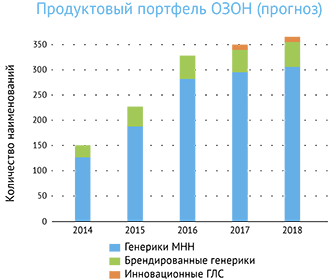 Продуктовый портфель ОЗОН (прогноз)
Количество наименований
350
300
250
200
150
100
50
0
2014 2015 2016 2017 2018
Генерики МНН
Брендированные генерики
Инновационные ГЛС